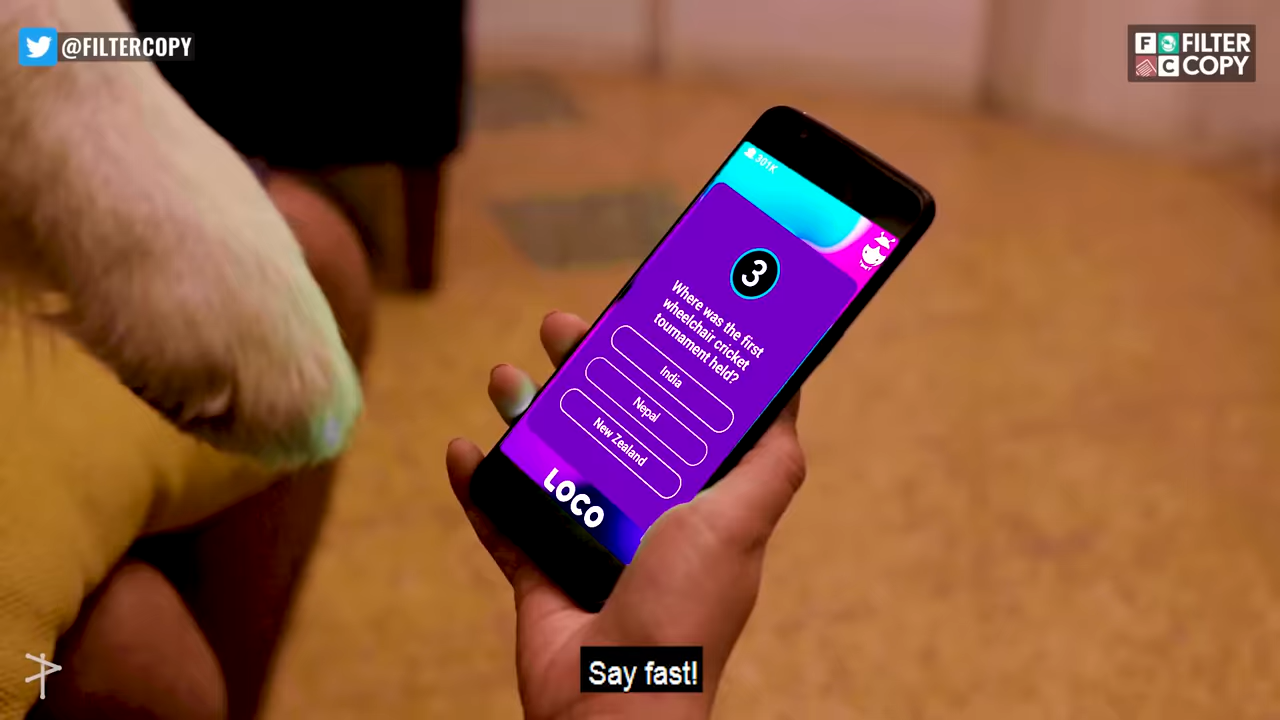 @FILTERCOPY
F FILTER
C COPY
301K
3
Where was the first
wheelchair cricket
tournament held?
India
Nepal
New Zealand
LOCO
Say fast!